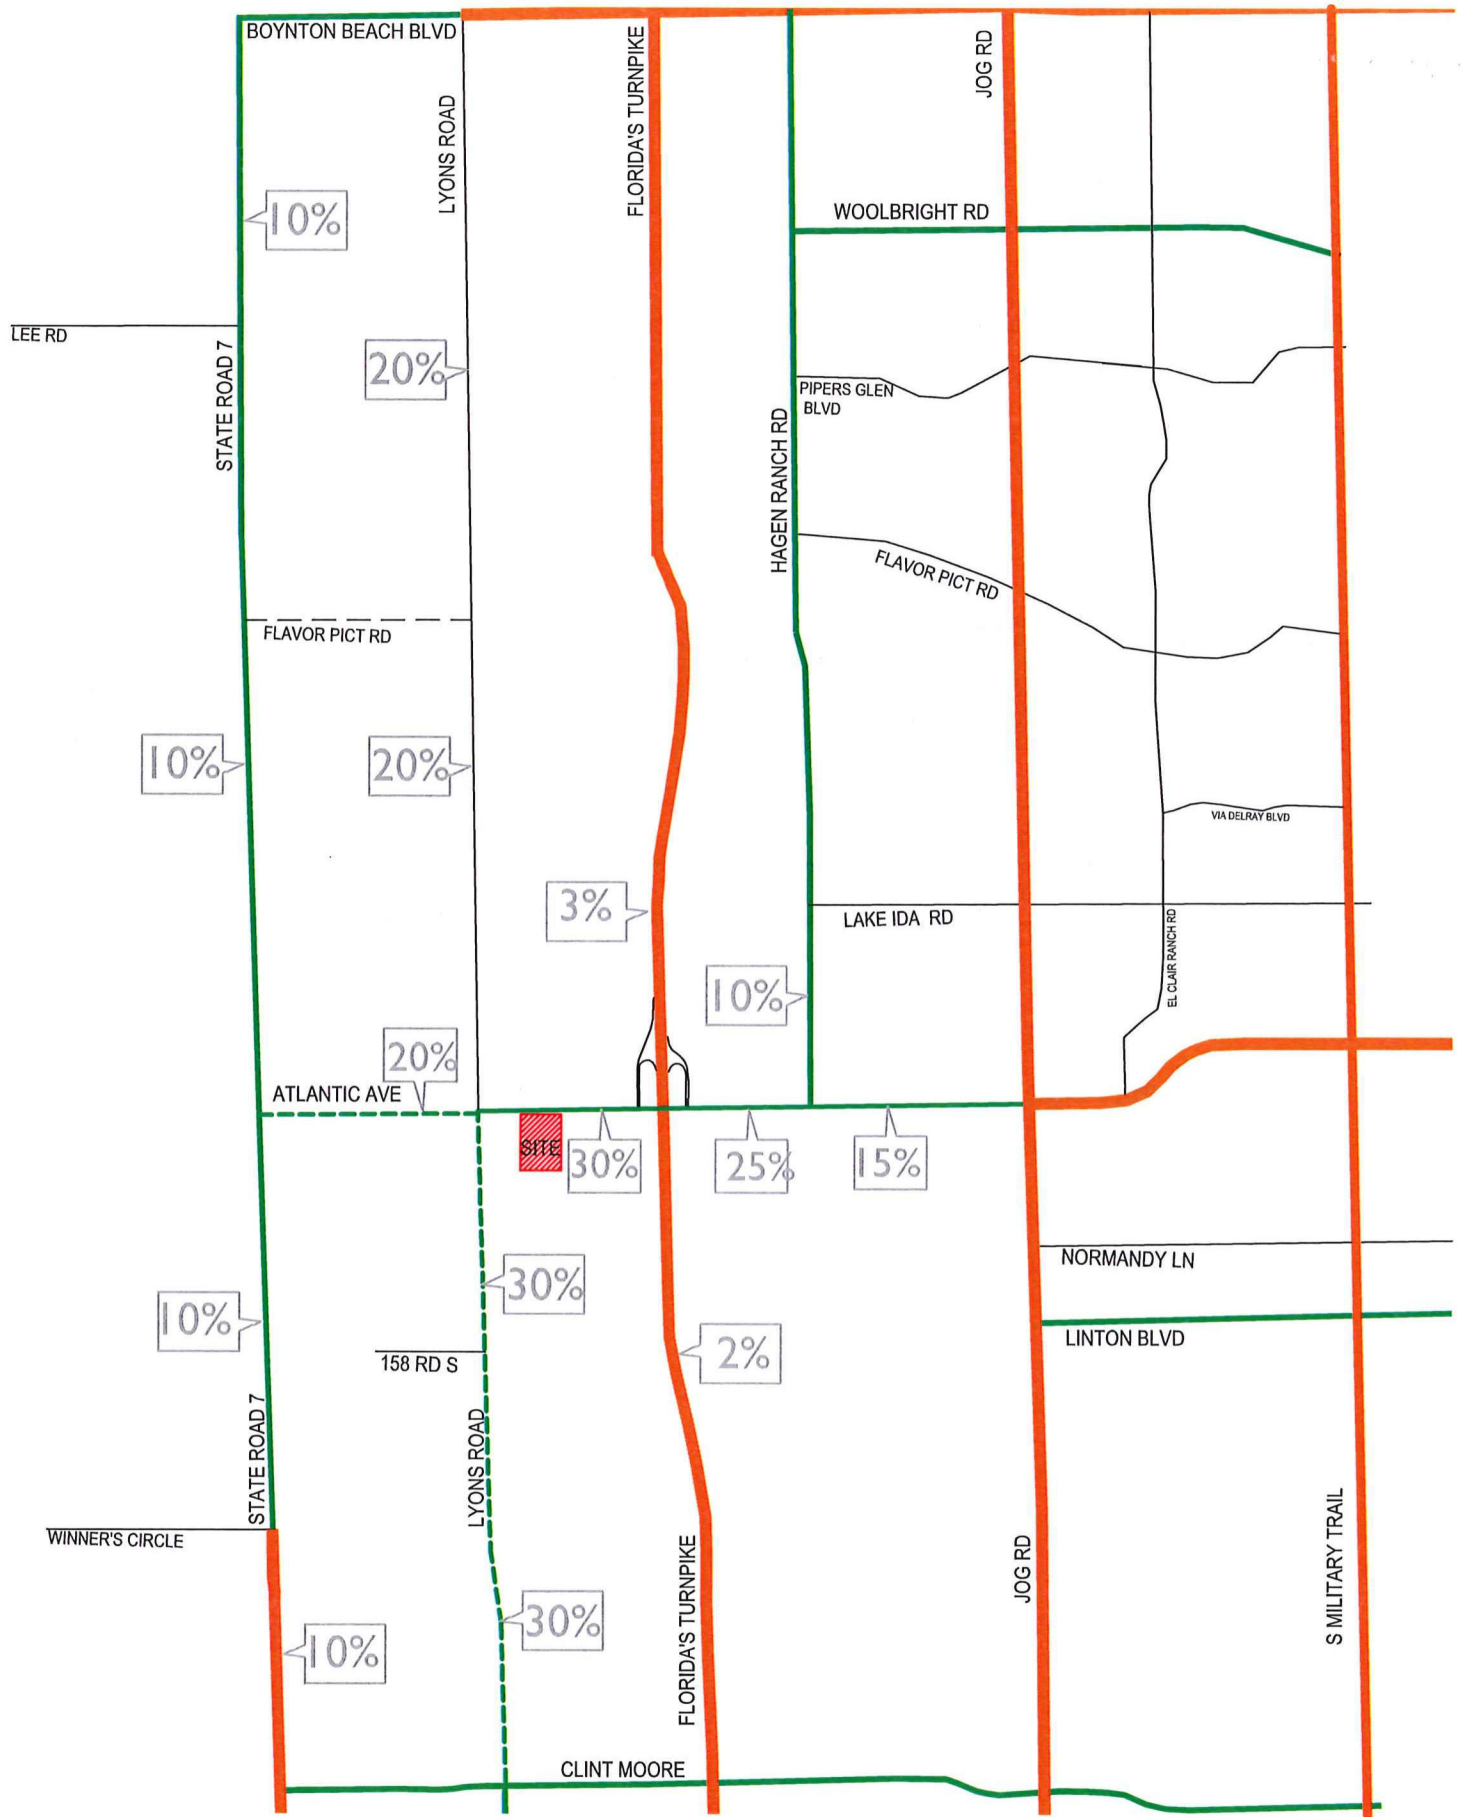 BOYNTON BEACH BLVD
LYONS ROAD
FLORIDA'S TURNPIKE
JOG RD
10%
WOOLBRIGHT RD
LEE RD
STATE ROAD 7
20%
PIPERS GLEN
BLVD
HAGEN RANCH RD
FLAVOR PICT RD
FLAVOR PICT RD
10%
20%
VIA DELRAY BLVD
3%
LAKE IDA RD
EL CLAIR RANCH RD
10%
20%
ATLANTIC AVE
SITE
30%
25%
15%
NORMANDY LN
30%
10%
LINTON BLVD
2%
158 RD S
STATE ROAD 7
LYONS ROAD
WINNER'S CIRCLE
FLORIDA'S TURNPIKE
JOG RD
S MILITARY TRAIL
30%
10%
CLINT MOORE